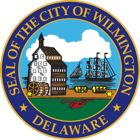 SEAL OF THE CITY OF WILMINGTON
DELAWARE